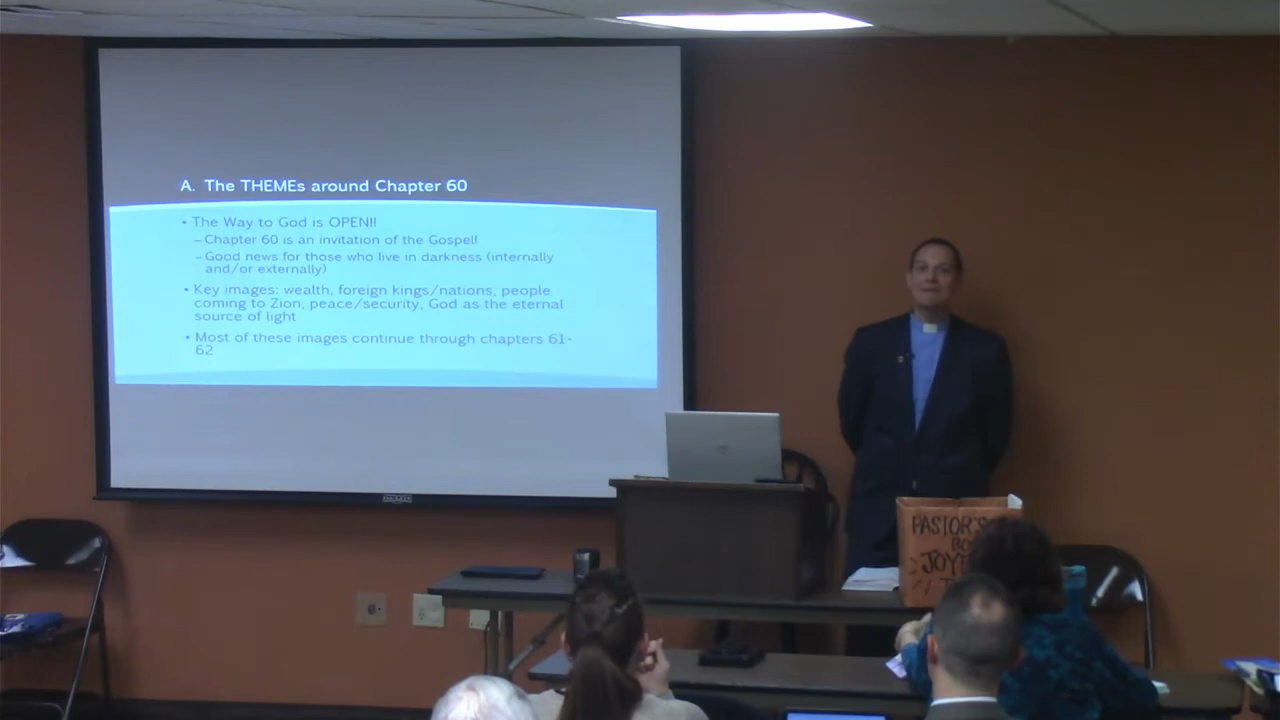 A. The THEMEs around Chapter 60
• The Way to God is OPEN!!
– Chapter 60 is an invitation of the Gospel!
– Good news for those who live in darkness (internally
and/or externally)
• Key images: wealth, foreign kings/nations, people
coming to Zion, peace/security, God as the eternal
source of light
• Most of these images continue through chapters 61-
62
PASTOR'S